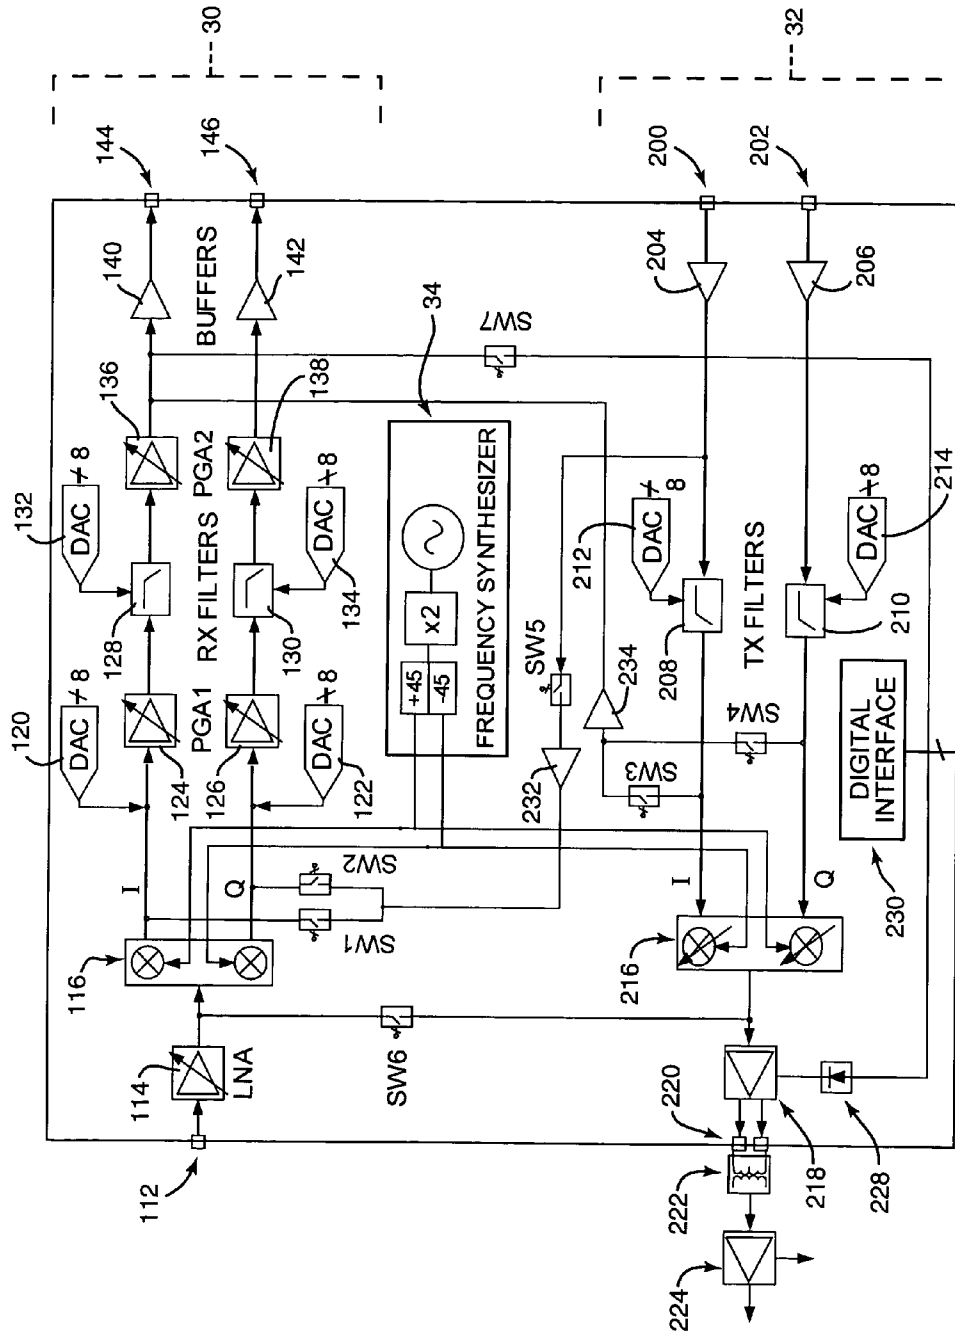 30
32
144
146
200
202
140
142
BUFFERS
204
206
34
SW7
136
138
PGA2
132
DAC
8
128
RX FILTERS
130
DAC
8
134
FREQUENCY SYNTHESIZER
x2
+45
-45
212
DAC
8
208
TX FILTERS
DAC
8
214
210
120
DAC
8
124
PGA1
126
DAC
8
122
SW5
234
232
SW3
SW4
DIGITAL
INTERFACE
230
I
Q
SW2
SW1
116
I
Q
216
114
LNA
SW6
112
220
222
218
228
224